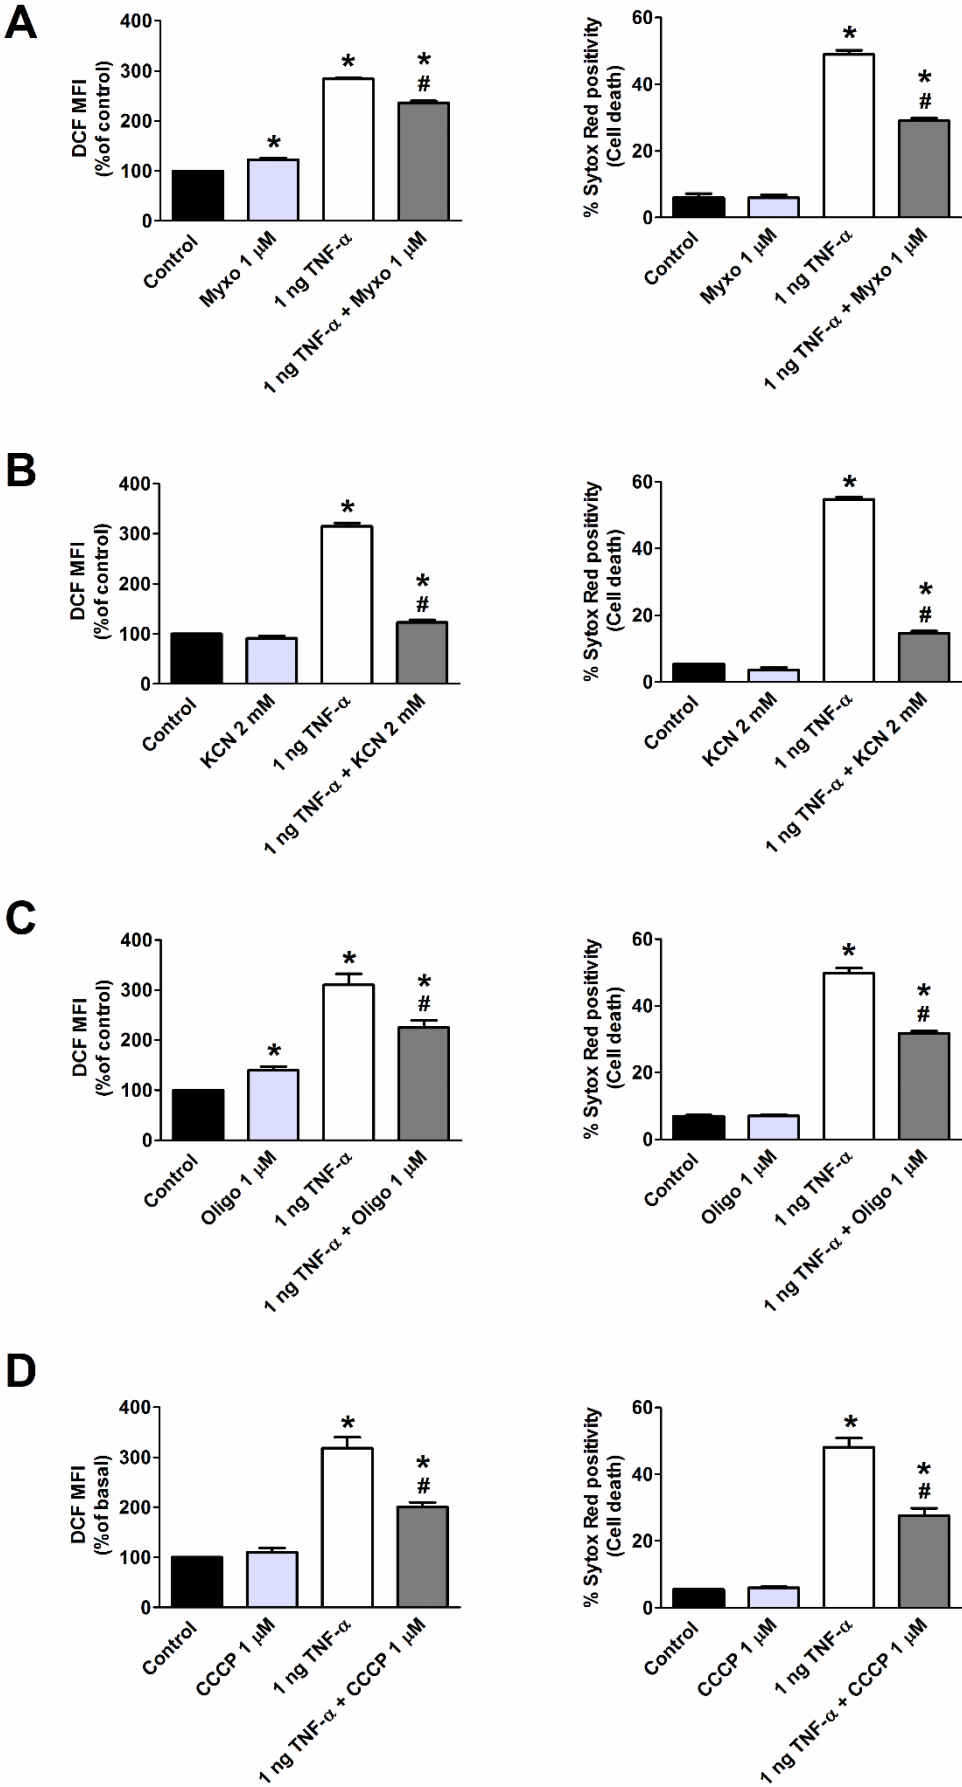 A
DCF MFI
(%of control)
400
300
200
100
0
*
*
*
#
Control
Myxo 1 μM
1 ng TNF-α
1 ng TNF-α + Myxo 1 μM
% Sytox Red positivity
(Cell death)
60
40
20
0
*
*
#
Control
Myxo 1 μM
1 ng TNF-α
1 ng TNF-α + Myxo 1 μM
B
DCF MFI
(%of control)
400
300
200
100
0
*
*
#
Control
KCN 2 mM
1 ng TNF-α
1 ng TNF-α + KCN 2 mM
% Sytox Red positivity
(Cell death)
60
40
20
0
*
*
#
Control
KCN 2 mM
1 ng TNF-α
1 ng TNF-α + KCN 2 mM
C
DCF MFI
(%of control)
400
300
200
100
0
*
*
*
#
Control
Oligo 1 μM
1 ng TNF-α
1 ng TNF-α + Oligo 1 μM
% Sytox Red positivity
(Cell death)
60
40
20
0
*
*
#
Control
Oligo 1 μM
1 ng TNF-α
1 ng TNF-α + Oligo 1 μM
D
DCF MFI
(%of basal)
400
300
200
100
0
*
*
#
Control
CCCP 1 μM
1 ng TNF-α
1 ng TNF-α + CCCP 1 μM
% Sytox Red positivity
(Cell death)
60
40
20
0
*
*
#
Control
CCCP 1 μM
1 ng TNF-α
1 ng TNF-α + CCCP 1 μM